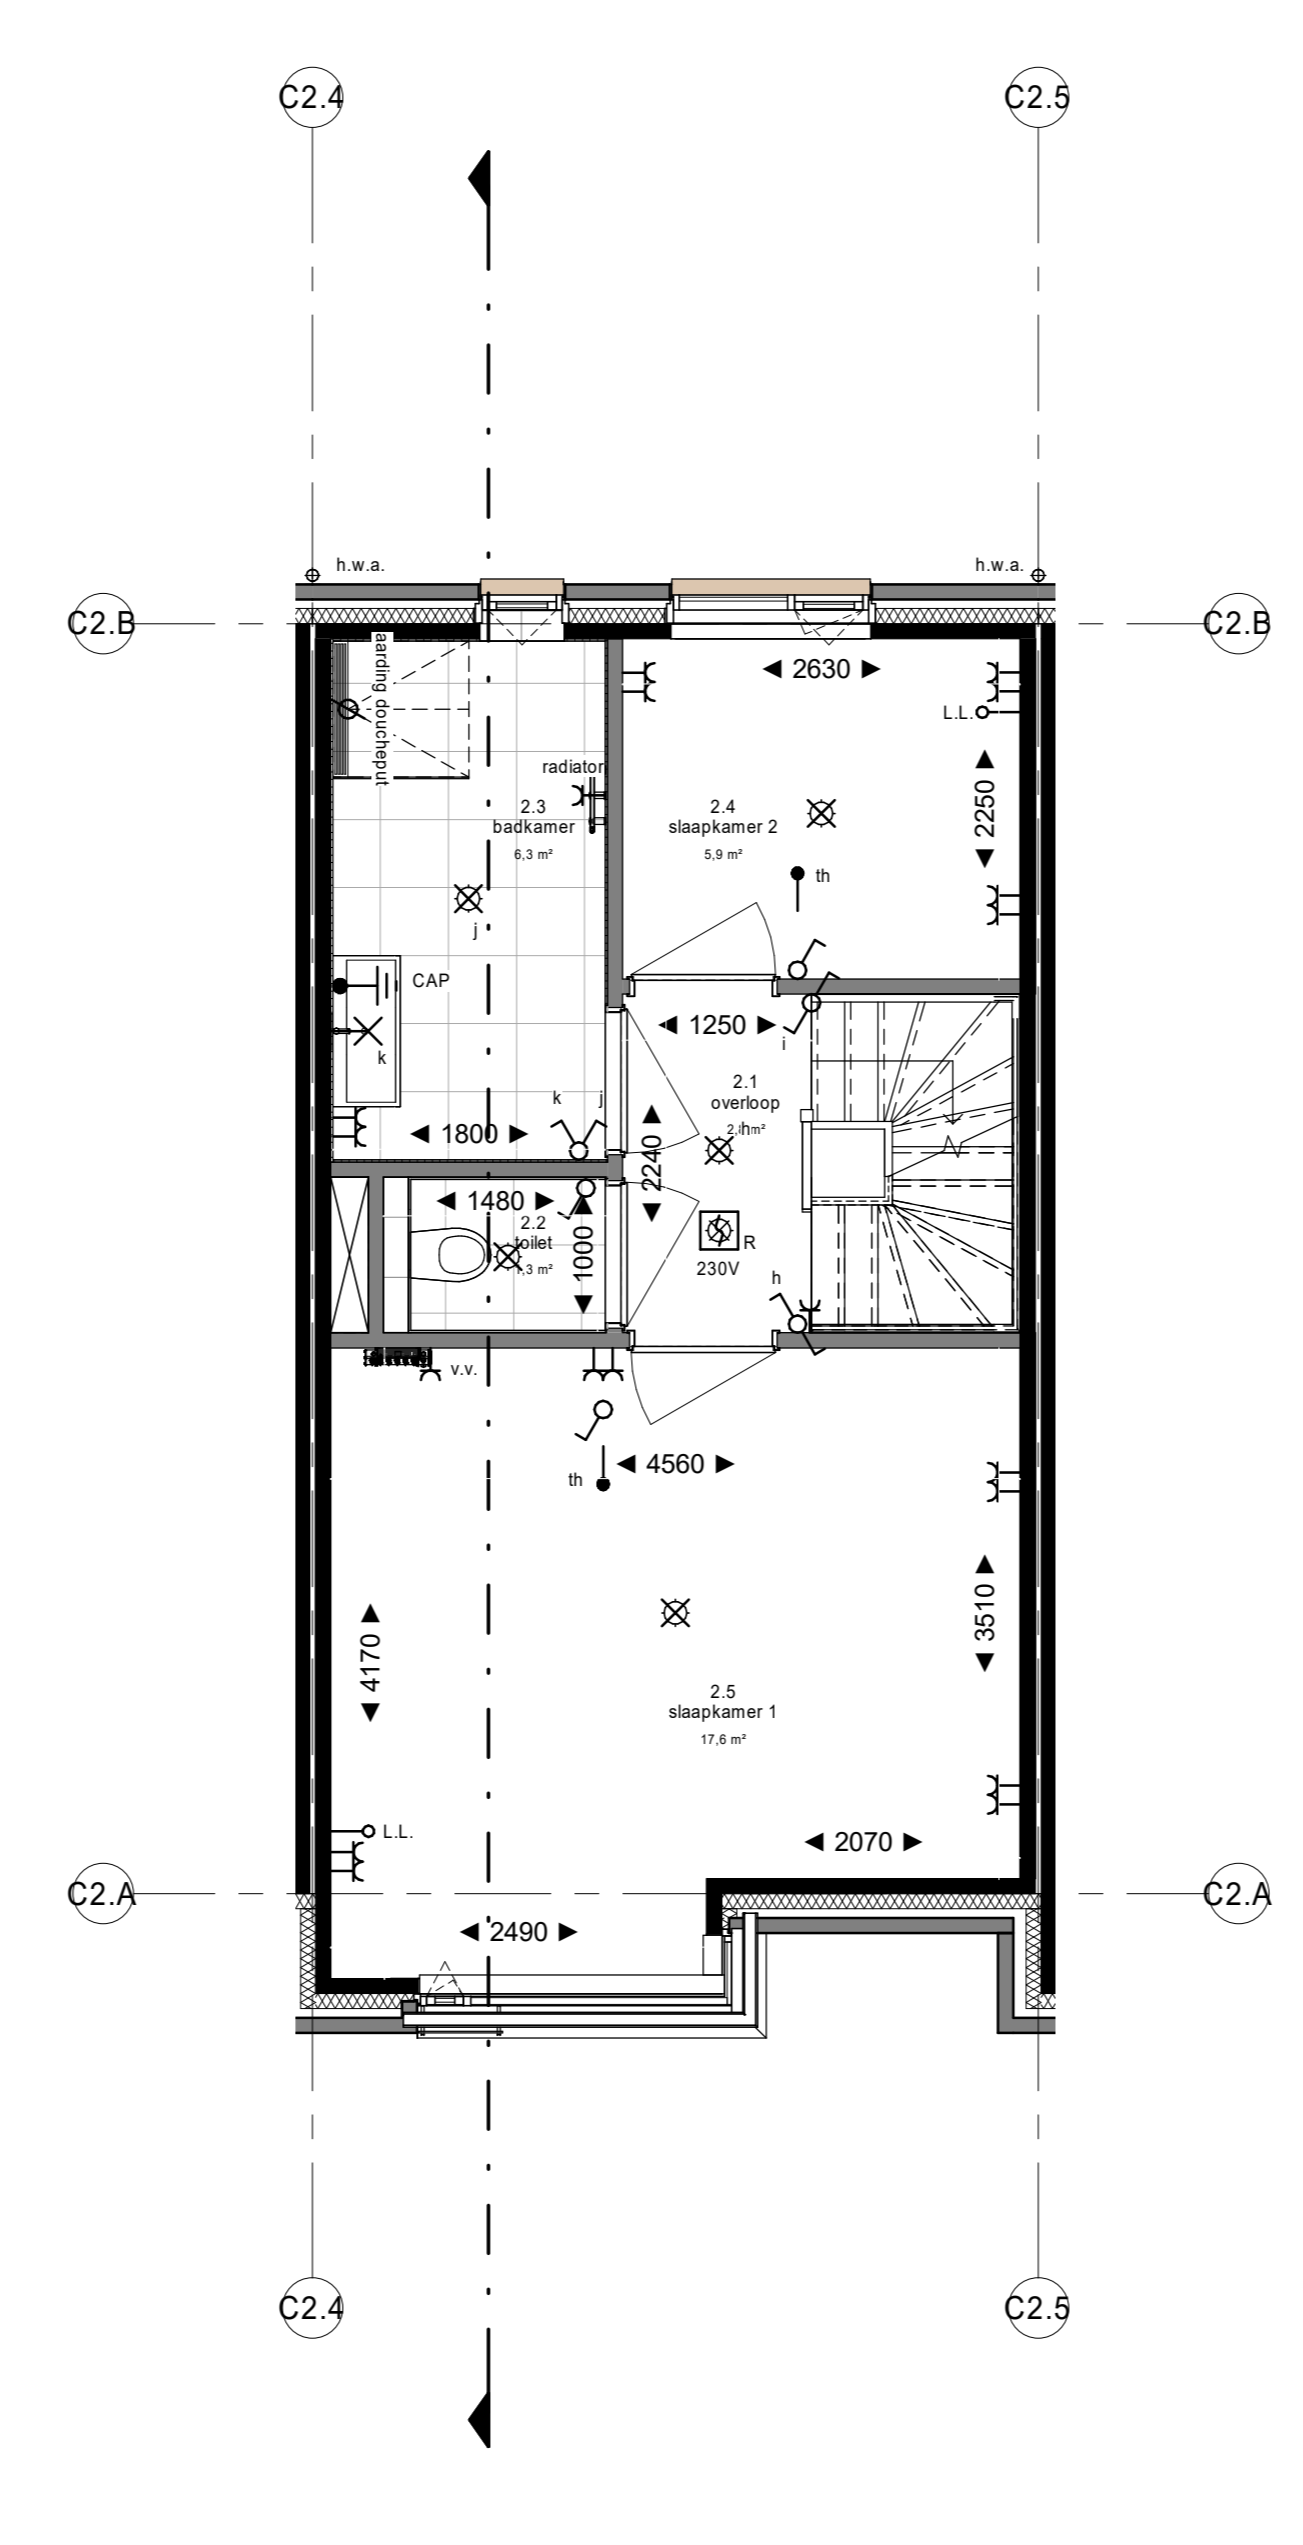 C2.4
C2.5
h.w.a.
h.w.a.
C2.B
C2.B
aarding doucheput
2630
L.L.
radiator
2250
2.3
badkamer
6,3 m²
2.4
slaapkamer 2
5,9 m²
th
j
CAP
k
1250
i
2.1
overloop
h
k
j
1800
2240
1480
2.2
toilet
1000
R
230V
h
v.v.
4560
th
3510
4170
2.5
slaapkamer 1
17,6 m²
L.L.
2070
C2.A
C2.A
2490
C2.4
C2.5